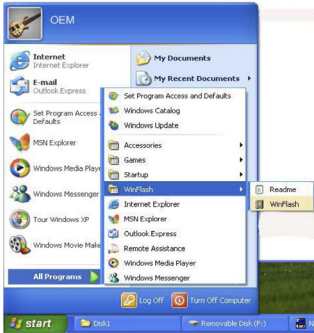 OEM
Internet
Internet Explorer
E-mail
Outlook Express
Set Program Access
Defaults
MSN Explorer
Windows Media Playe
Windows Messenger
Tour Windows XP
Windows Movie Make
All Programs
My Documents
My Recent Documents
Set Program Access and Defaults
Windows Catalog
Windows Update
Accessories
Games
Startup
WinFlash
Internet Explorer
MSN Explorer
Outlook Express
Remote Assistance
Windows Media Player
Windows Messenger
Readme
WinFlash
Log Off
Turn Off Computer
start
Disk1
Removable Disk (F:)
N